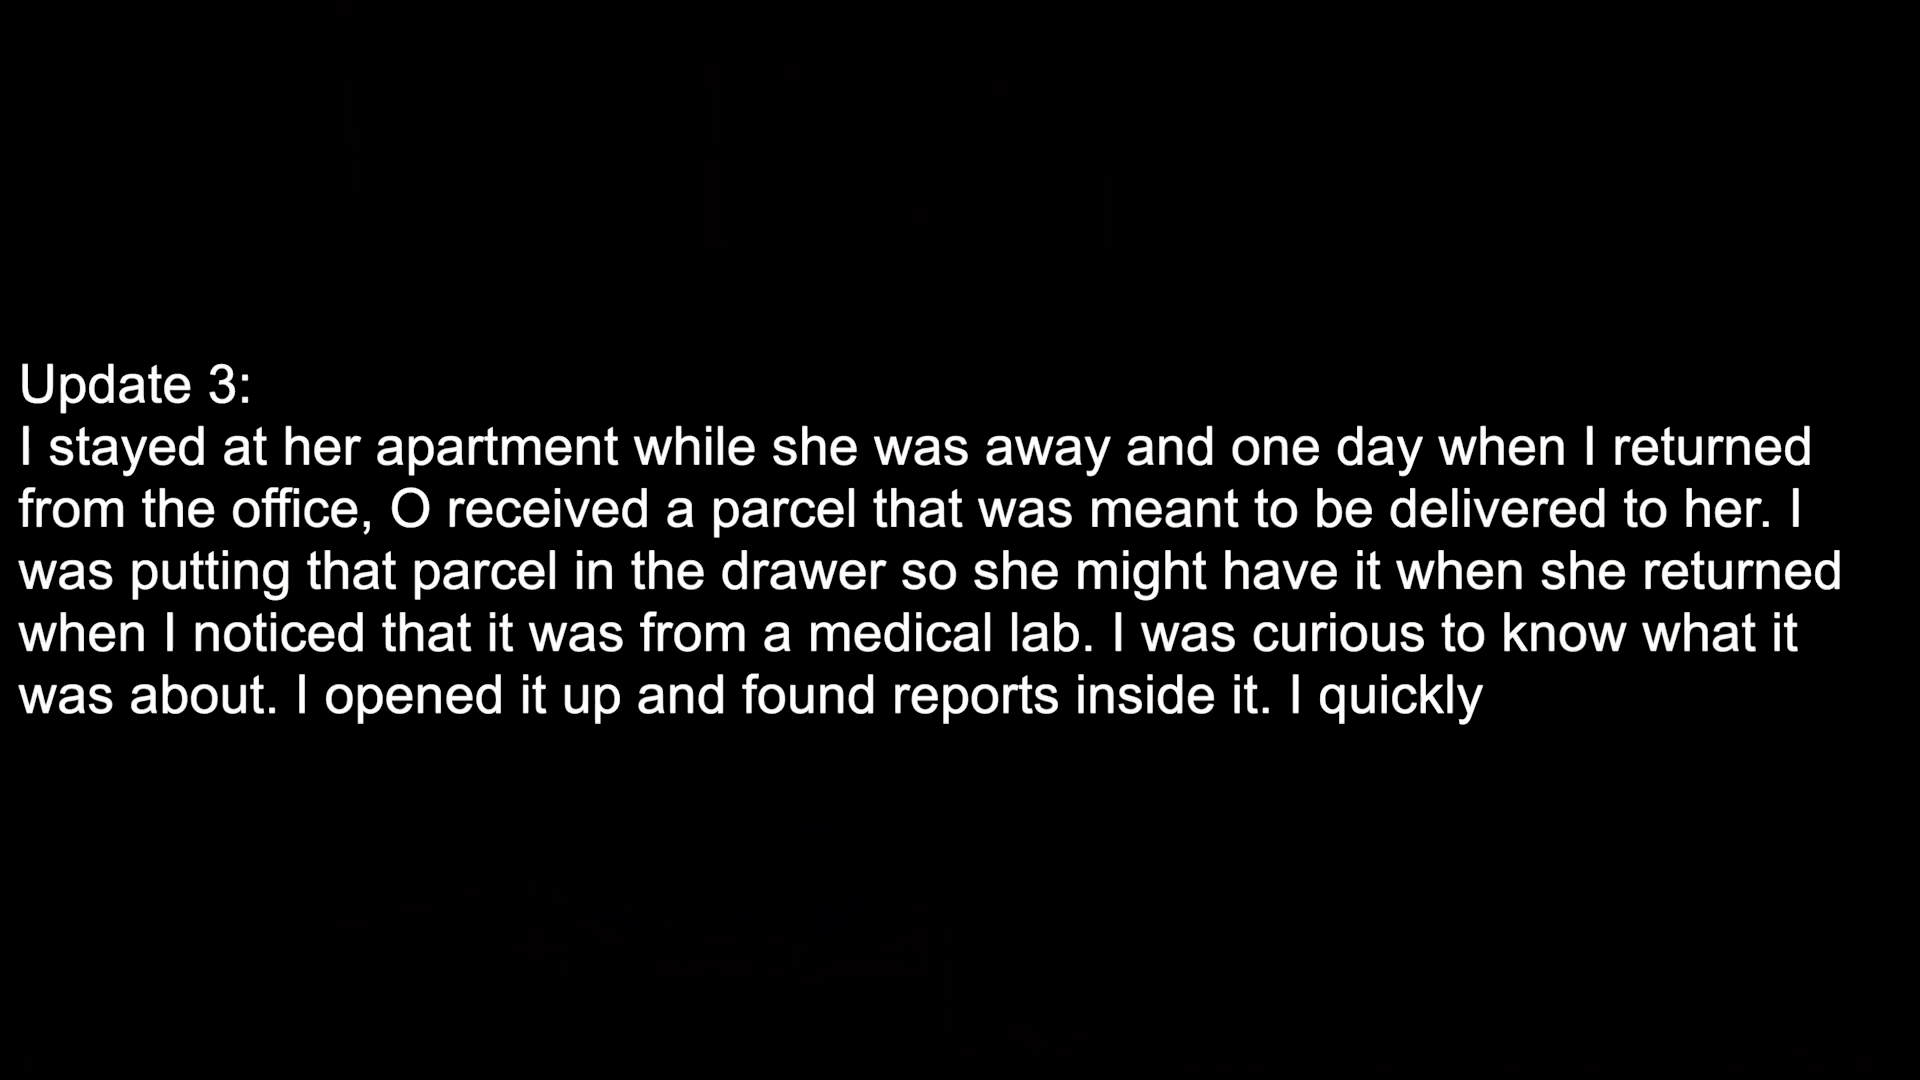 Update 3:
I stayed at her apartment while she was away and one day when I returned
from the office, O received a parcel that was meant to be delivered to her. I
was putting that parcel in the drawer so she might have it when she returned
when I noticed that it was from a medical lab. I was curious to know what it
was about. I opened it up and found reports inside it. I quickly